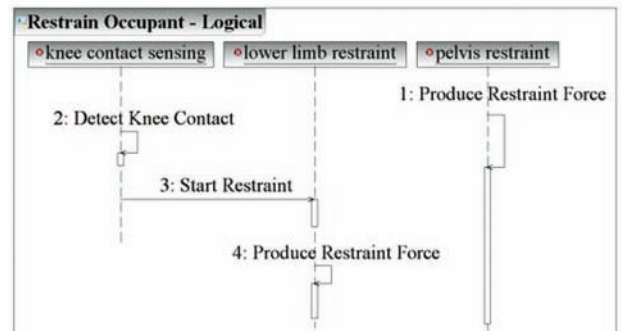 Restrain Occupant - Logical
knee contact sensing
lower limb restraint
pelvis restraint
1: Produce Restraint Force
2: Detect Knee Contact
3: Start Restraint
4: Produce Restraint Force